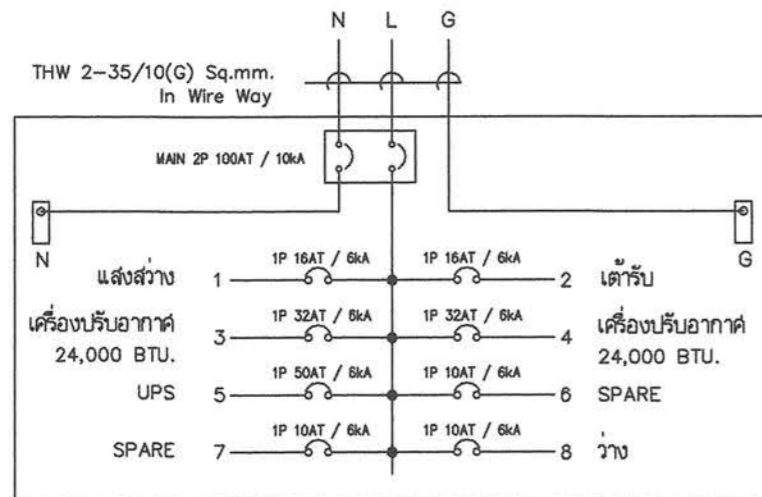 N L G
THW 2-35/10(G) Sq.mm.
In Wire Way
MAIN 2P 100AT / 10kA
N
G
แสงสว่าง 1 1P 16AT / 6kA 1P 16AT / 6kA 2 เต้ารับ
เครื่องปรับอากาศ 3 1P 32AT / 6kA 1P 32AT / 6kA 4 เครื่องปรับอากาศ
24,000 BTU. 24,000 BTU.
UPS 5 1P 50AT / 6kA 1P 10AT / 6kA 6 SPARE
SPARE 7 1P 10AT / 6kA 1P 10AT / 6kA 8 ว่าง